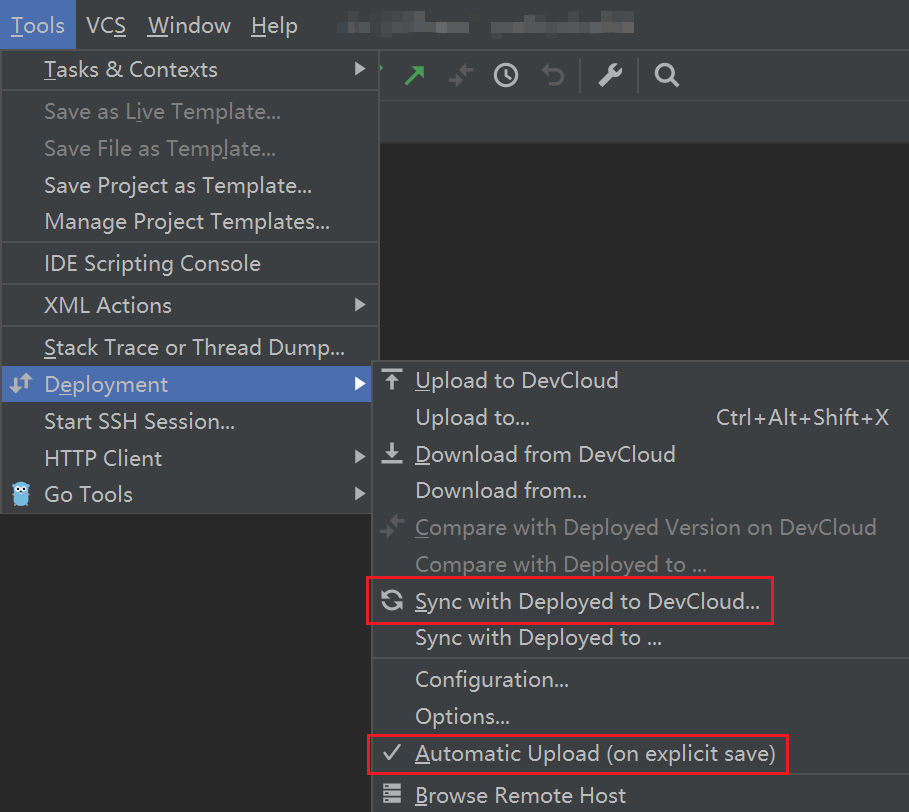 Tools VCS Window Help
Tasks & Contexts
Save as Live Template...
Save File as Template...
Save Project as Template...
Manage Project Templates...
IDE Scripting Console
XML Actions
Stack Trace or Thread Dump...
Deployment
Start SSH Session...
HTTP Client
Go Tools
Upload to DevCloud
Upload to... Ctrl+Alt+Shift+X
Download from DevCloud
Download from...
Compare with Deployed Version on DevCloud
Compare with Deployed to ...
Sync with Deployed to DevCloud...
Sync with Deployed to ...
Configuration...
Options...
Automatic Upload (on explicit save)
Browse Remote Host